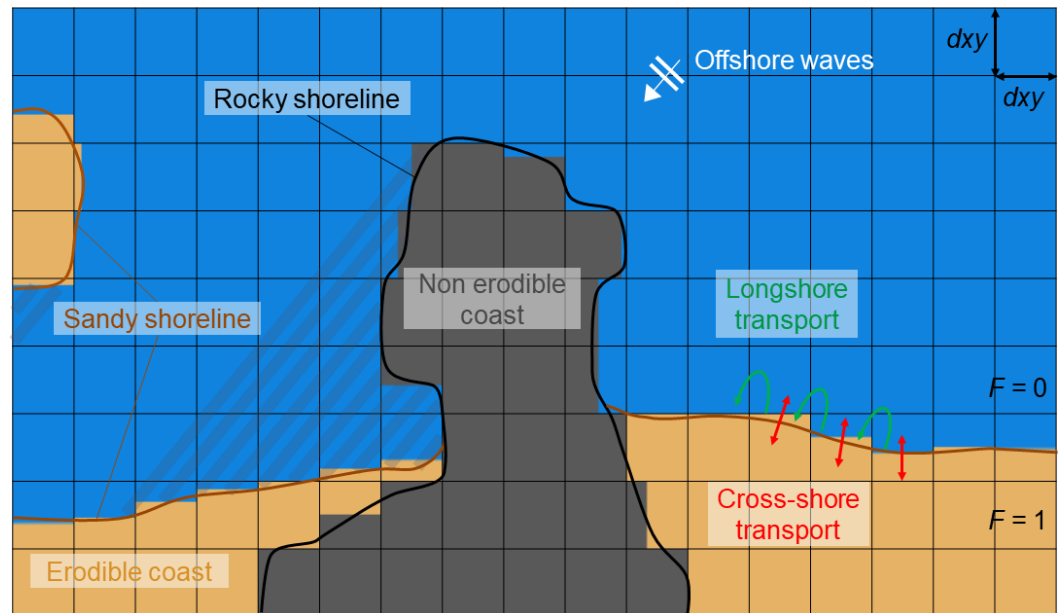 dxy
Offshore waves
dxy
Rocky shoreline
Non erodible
coast
Longshore
transport
Sandy shoreline
F = 0
Cross-shore
transport
F = 1
Erodible coast